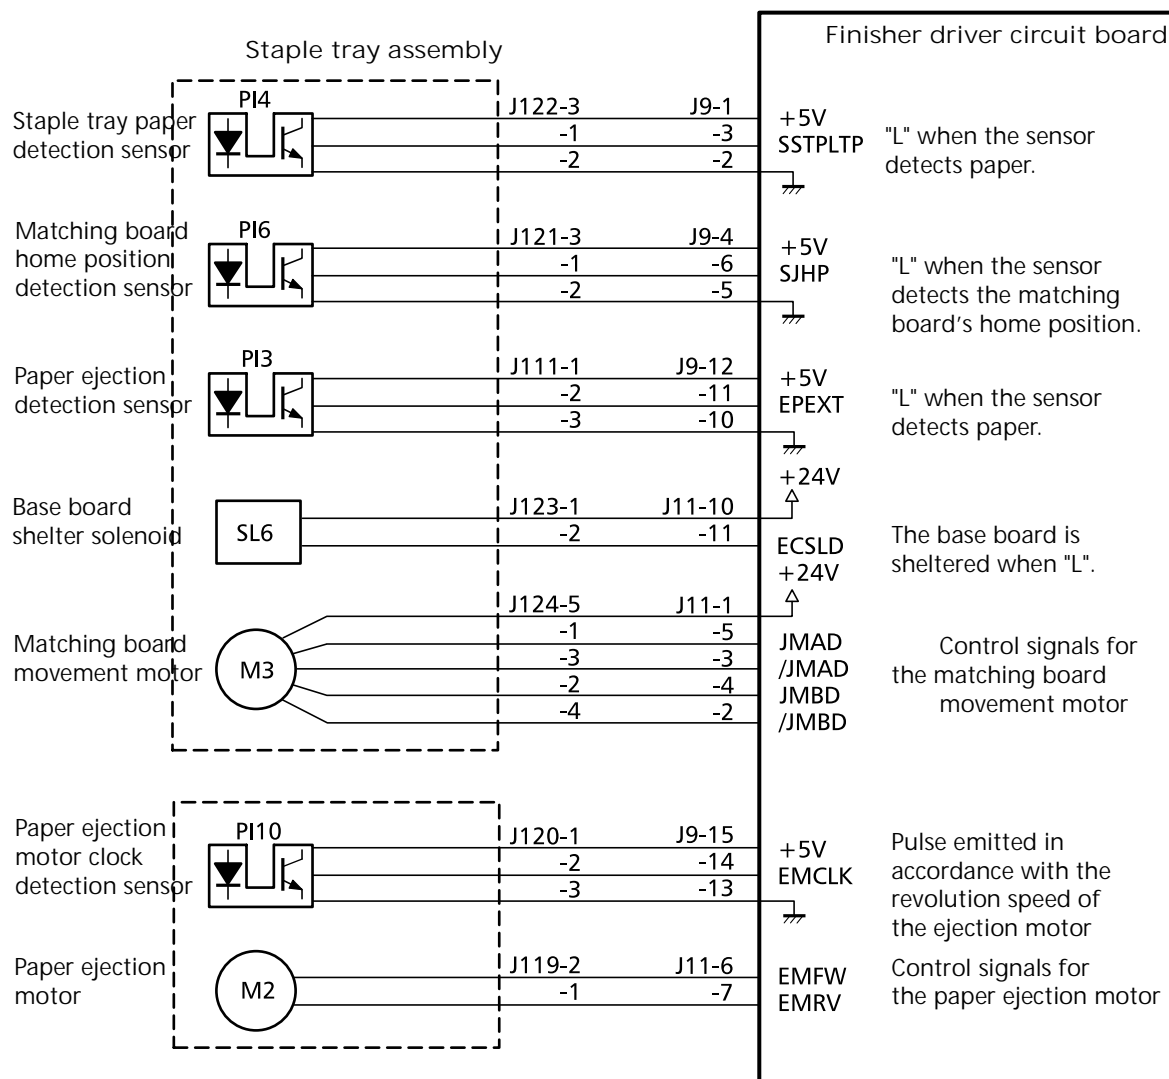 Finisher driver circuit board
Staple tray assembly
Staple tray paper
detection sensor
PI4
J122-3
J9-1
+5V
-1
-3
SSTPLTP
-2
-2
"L" when the sensor
detects paper.
Matching board
home position
detection sensor
PI6
J121-3
J9-4
+5V
-1
-6
SJHP
-2
-5
"L" when the sensor
detects the matching
board's home position.
Paper ejection
detection sensor
PI3
J111-1
J9-12
+5V
-2
-11
EPEXT
-3
-10
"L" when the sensor
detects paper.
Base board
shelter solenoid
SL6
+24V
J123-1
J11-10
-2
-11
ECSLD
The base board is
sheltered when "L".
Matching board
movement motor
M3
+24V
J124-5
J11-1
-1
-5
JMAD
-3
-3
/JMAD
-2
-4
JMBD
-4
-2
/JMBD
Control signals for
the matching board
movement motor
Paper ejection
motor clock
detection sensor
PI10
J120-1
J9-15
+5V
-2
-14
EMCLK
-3
-13
Pulse emitted in
accordance with the
revolution speed of
the ejection motor
Paper ejection
motor
M2
J119-2
J11-6
EMFW
-1
-7
EMRV
Control signals for
the paper ejection motor